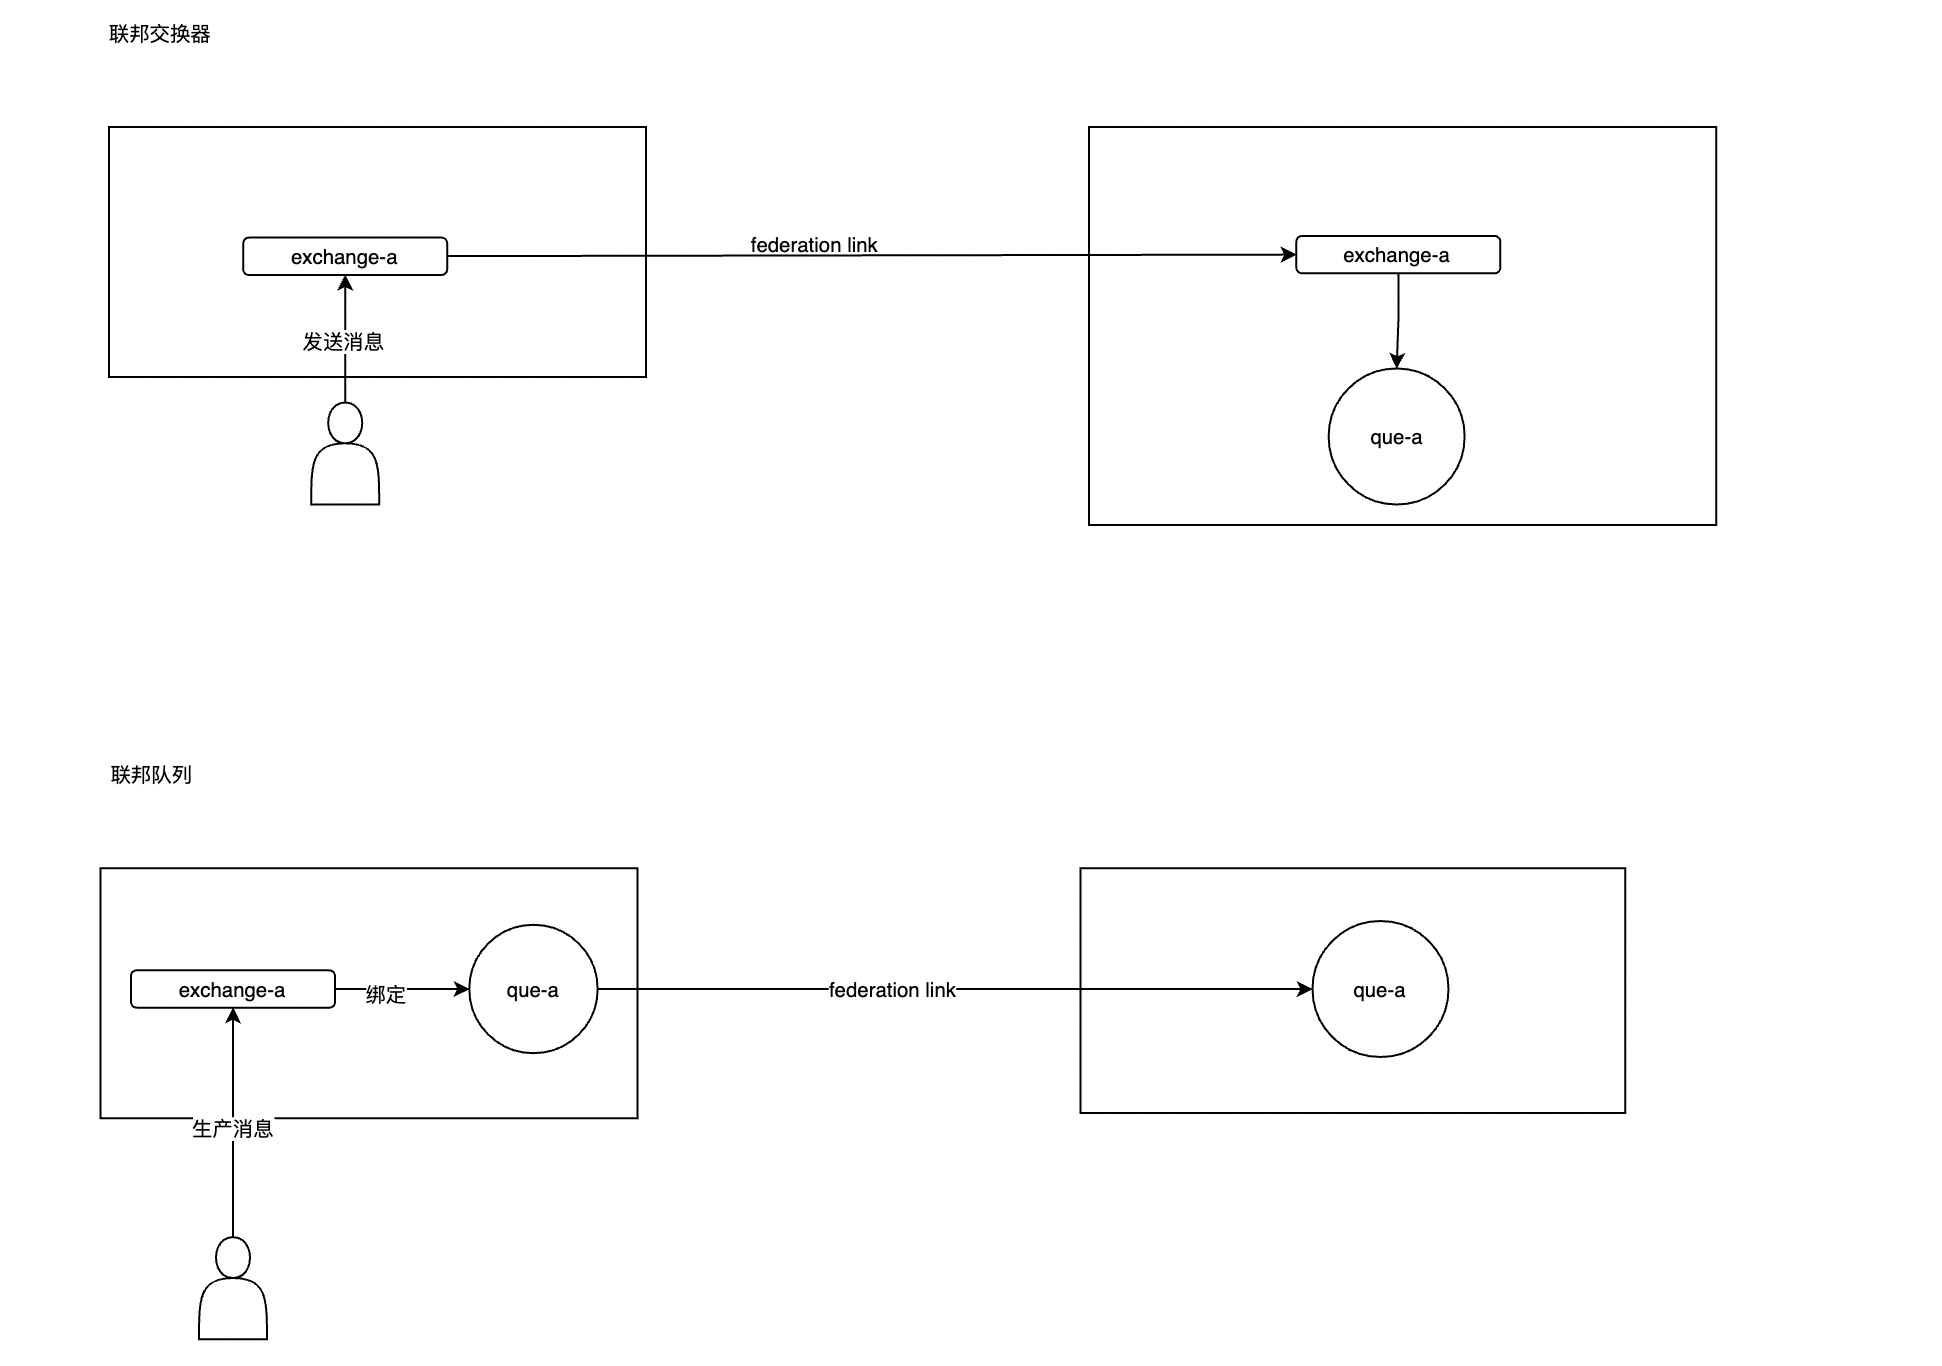 联邦交换器
federation link
exchange-a
exchange-a
发送消息
que-a
联邦队列
exchange-a
绑定
que-a
federation link
que-a
生产消息